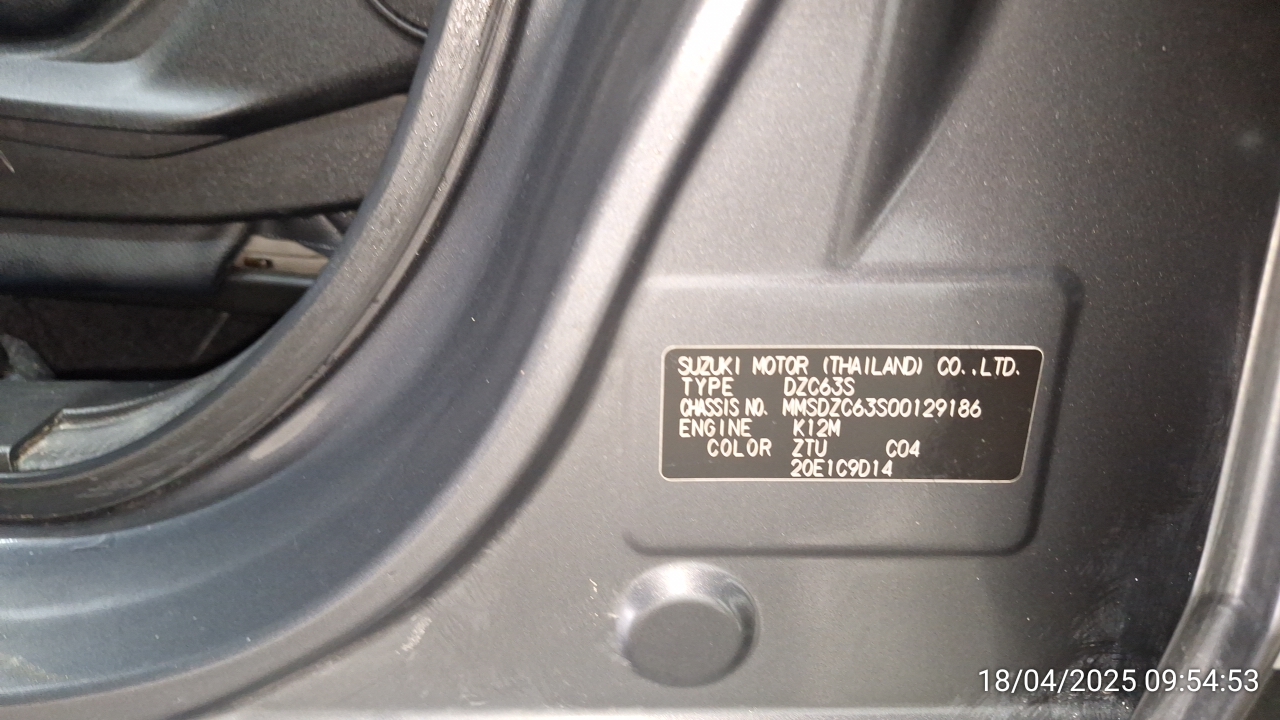 SUZUKI MOTOR (THAILAND) CO.,LTD.
TYPE DZC63S
CHASSIS NO. MMSDZC63S00129186
ENGINE K12M
COLOR ZTU C04
20E1C9D14
18/04/2025 09:54:53